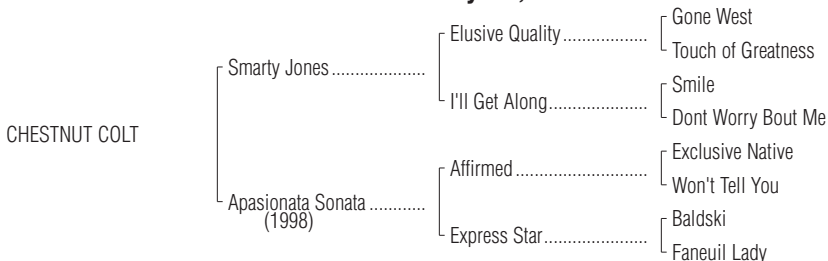 Gone West
Elusive Quality..................
Touch of Greatness
Smarty Jones....................
Smile
I'll Get Along.....................
Dont Worry Bout Me
CHESTNUT COLT
Exclusive Native
Affirmed............................
Won't Tell You
Apasionata Sonata............
(1998)
Baldski
Express Star......................
Faneuil Lady